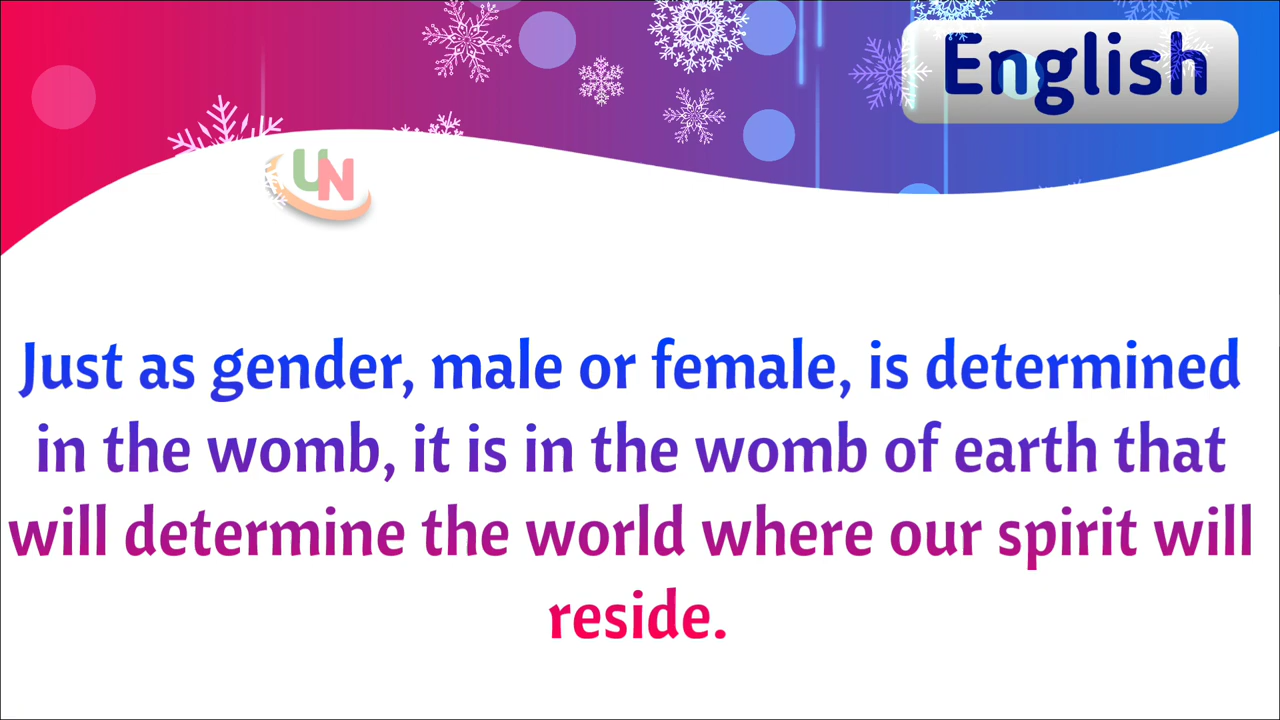 English
UN
Just as gender, male or female, is determined
in the womb, it is in the womb of earth that
will determine the world where our spirit will
reside.